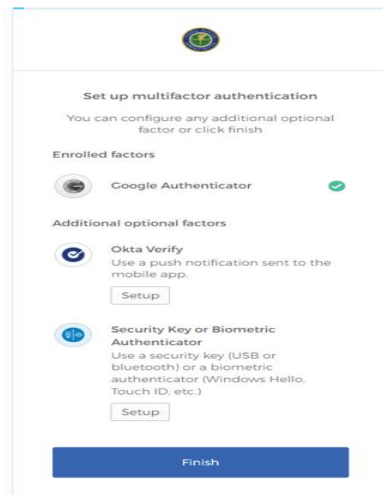 Set up multifactor authentication
You can configure any additional optional
factor or click finish
Enrolled factors
Google Authenticator
Additional optional factors
Okta Verify
Use a push notification sent to the
mobile app.
Setup
Security Key or Biometric
Authenticator
Use a security key (USB or
bluetooth) or a biometric
authenticator (Windows Hello,
Touch ID, etc.)
Setup
Finish